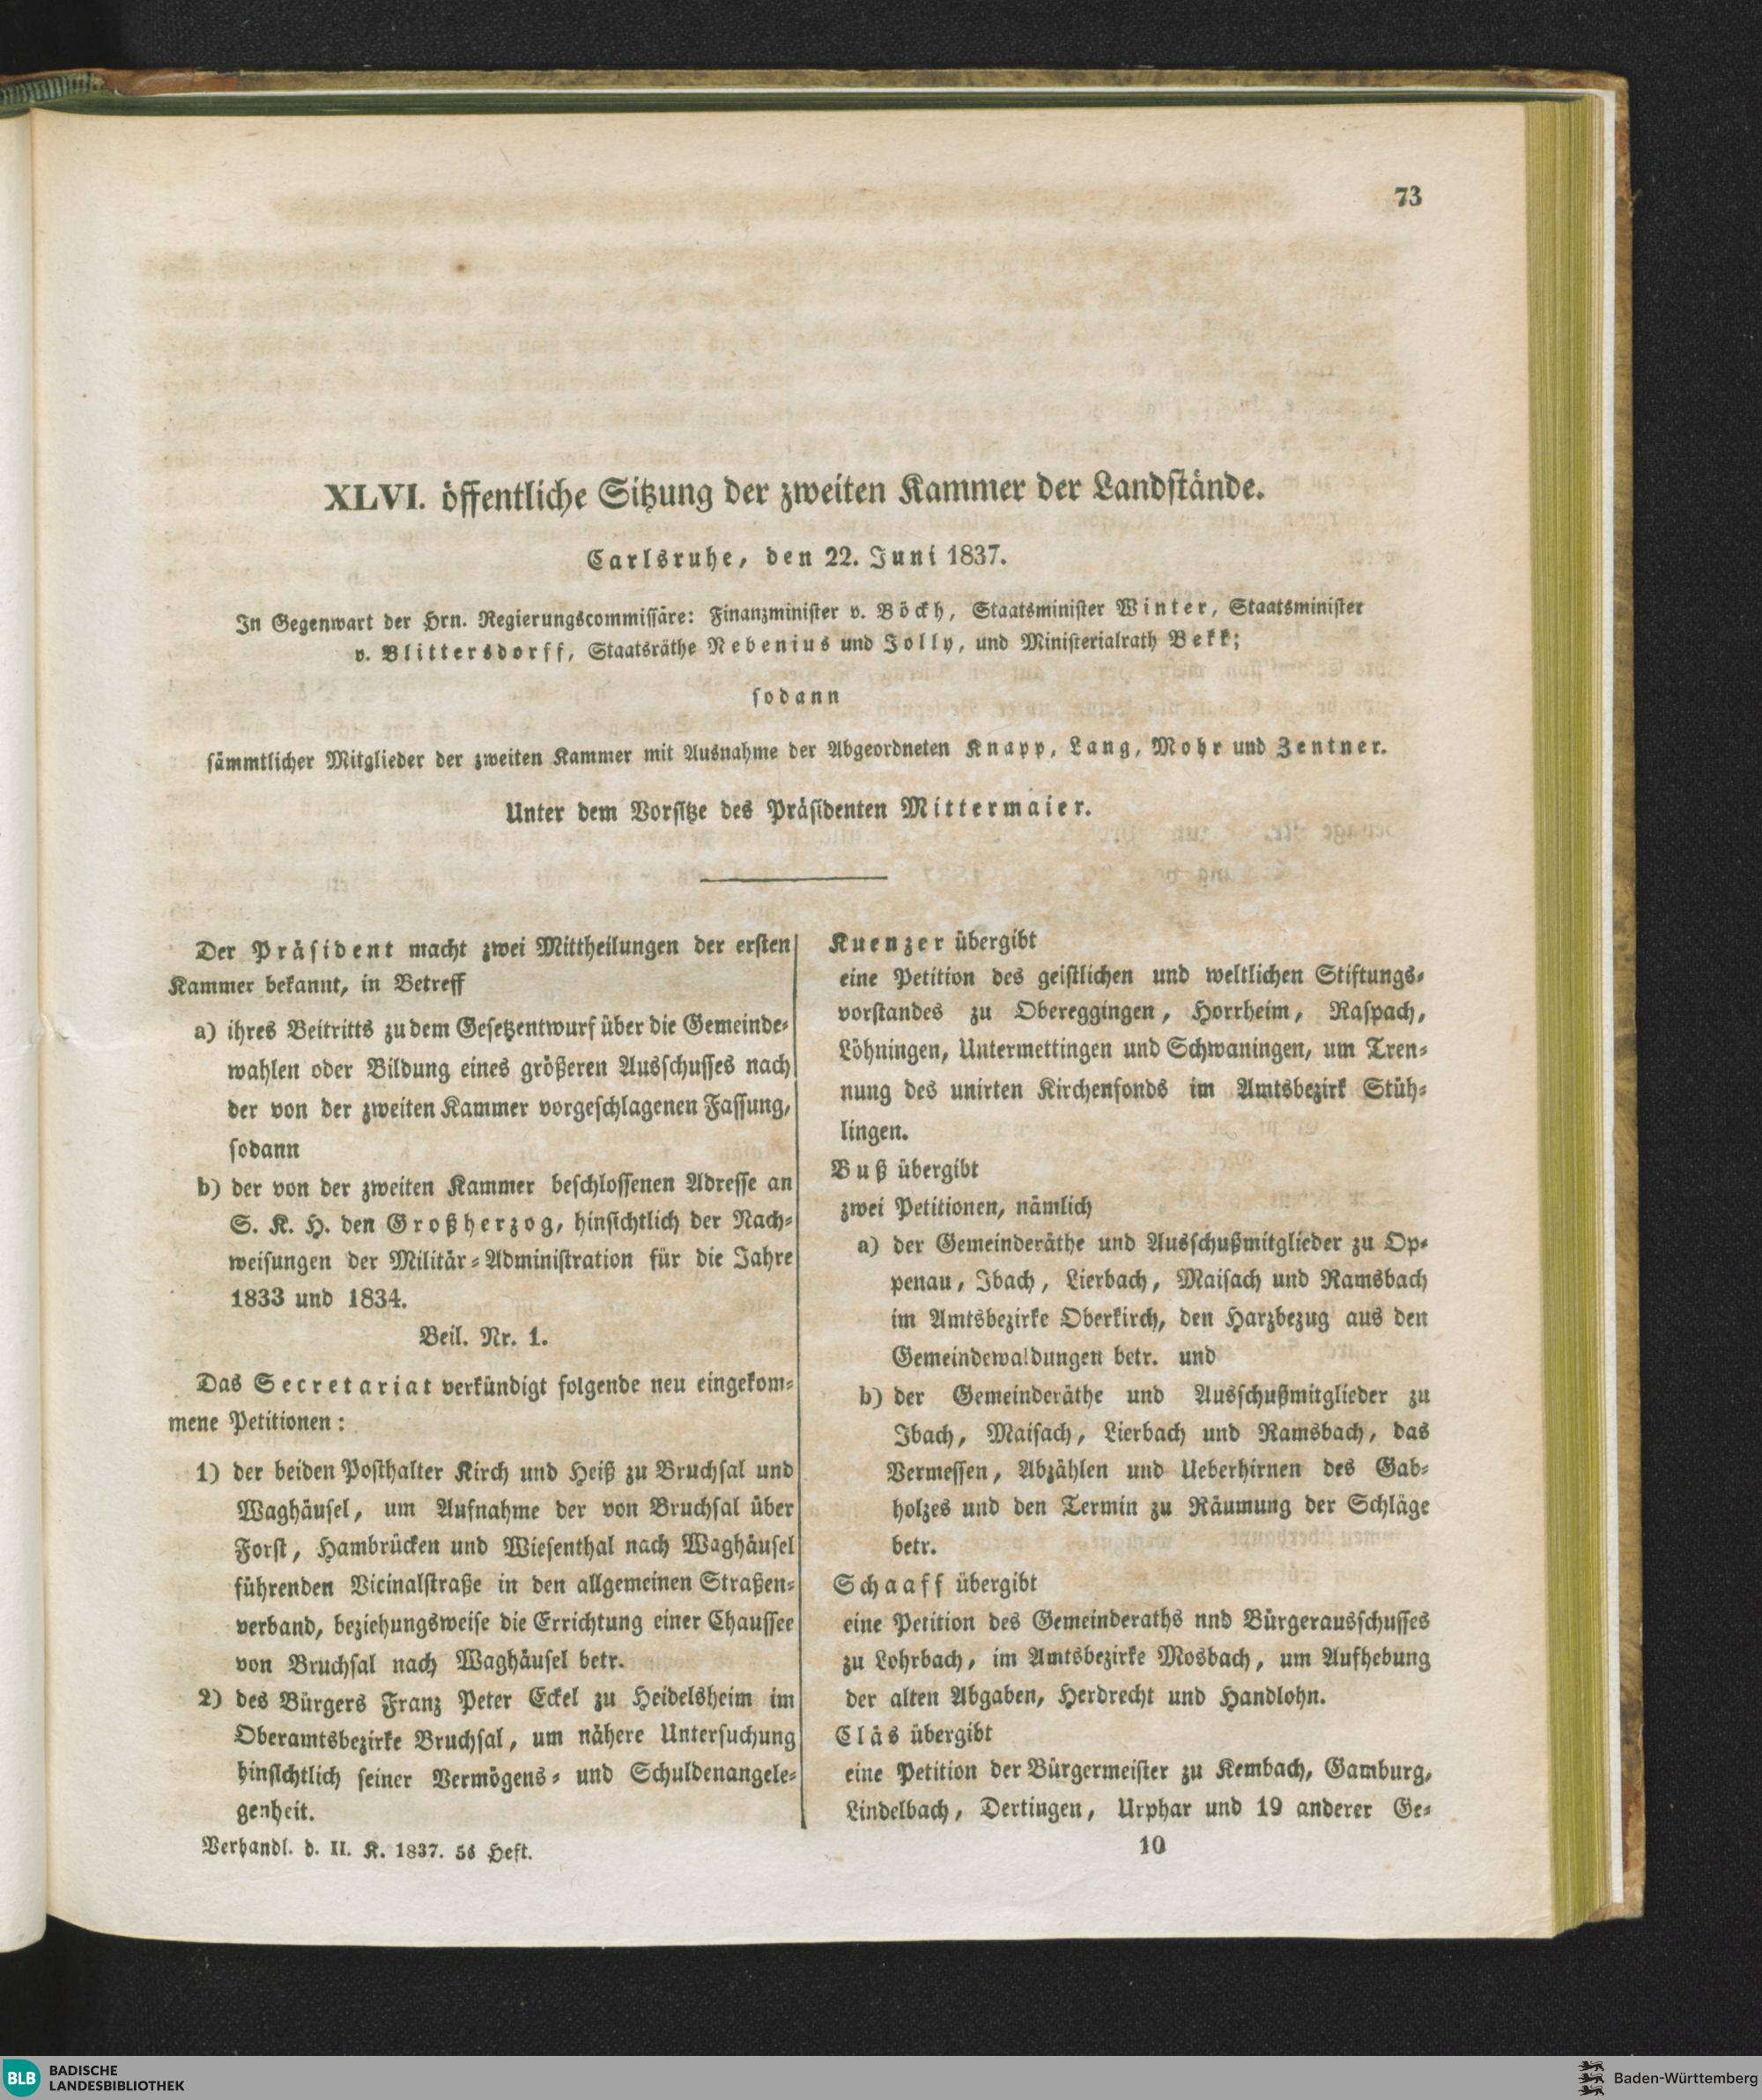 73
XLVI. öffentliche Sitzung der zweiten Kammer der Landstände.
Carlsruhe, den 22. Juni 1837.
In Gegenwart der Hrn. Regierungscommissäre: Finanzminister v. Böckh, Staatsminister Winter, Staatsminister
v. Blittersdorff, Staatsräthe Nebenius und Jolly, und Ministerialrath Bekk;
sodann
sämmtlicher Mitglieder der zweiten Kammer mit Ausnahme der Abgeordneten Knapp, Lang, Mohr und Zentner.
Unter dem Vorsitze des Präsidenten Mittermaier.
Der Präsident macht zwei Mittheilungen der ersten
Kammer bekannt, in Betreff
a) ihres Beitritts zu dem Gesetzentwurf über die Gemeinde-
wahlen oder Bildung eines größeren Ausschusses nach
der von der zweiten Kammer vorgeschlagenen Fassung,
sodann
b) der von der zweiten Kammer beschlossenen Adresse an
S. K. H. den Großherzog, hinsichtlich der Nach-
weisungen der Militär-Administration für die Jahre
1833 und 1834.
Beil. Nr. 1.
Das Secretariat verkündigt folgende neu eingekom-
mene Petitionen:
1) der beiden Posthalter Kirch und Heiß zu Bruchsal und
Waghäusel, um Aufnahme der von Bruchsal über
Forst, Hambrücken und Wiesenthal nach Waghäusel
führenden Vicinalstraße in den allgemeinen Straßen-
verband, beziehungsweise die Errichtung einer Chaussee
von Bruchsal nach Waghäusel betr.
2) des Bürgers Franz Peter Eckel zu Heidelsheim im
Oberamtsbezirke Bruchsal, um nähere Untersuchung
hinsichtlich seiner Vermögens- und Schuldenangele-
genheit.
Verhandl. d. II. K. 1837. 5s Heft.
Kuenzer übergibt
eine Petition des geistlichen und weltlichen Stiftungs-
vorstandes zu Obereggingen, Horrheim, Raspach,
Löhningen, Untermettingen und Schwaningen, um Tren-
nung des unirten Kirchenfonds im Amtsbezirk Stüh-
lingen.
Buß übergibt
zwei Petitionen, nämlich
a) der Gemeinderäthe und Ausschußmitglieder zu Op-
penau, Ibach, Lierbach, Maisach und Ramsbach
im Amtsbezirke Oberkirch, den Harzbezug aus den
Gemeindewaldungen betr. und
b) der Gemeinderäthe und Ausschußmitglieder zu
Ibach, Maisach, Lierbach und Ramsbach, das
Vermessen, Abzählen und Ueberhirnen des Gab-
holzes und den Termin zu Räumung der Schläge
betr.
Schaaff übergibt
eine Petition des Gemeinderaths nnd Bürgerausschusses
zu Lohrbach, im Amtsbezirke Mosbach, um Aufhebung
der alten Abgaben, Herdrecht und Handlohn.
Cläs übergibt
eine Petition der Bürgermeister zu Kembach, Gamburg,
Lindelbach, Dertingen, Urphar und 19 anderer Ge-
10
BLB BADISCHE
LANDESBIBLIOTHEK
Baden-Württemberg